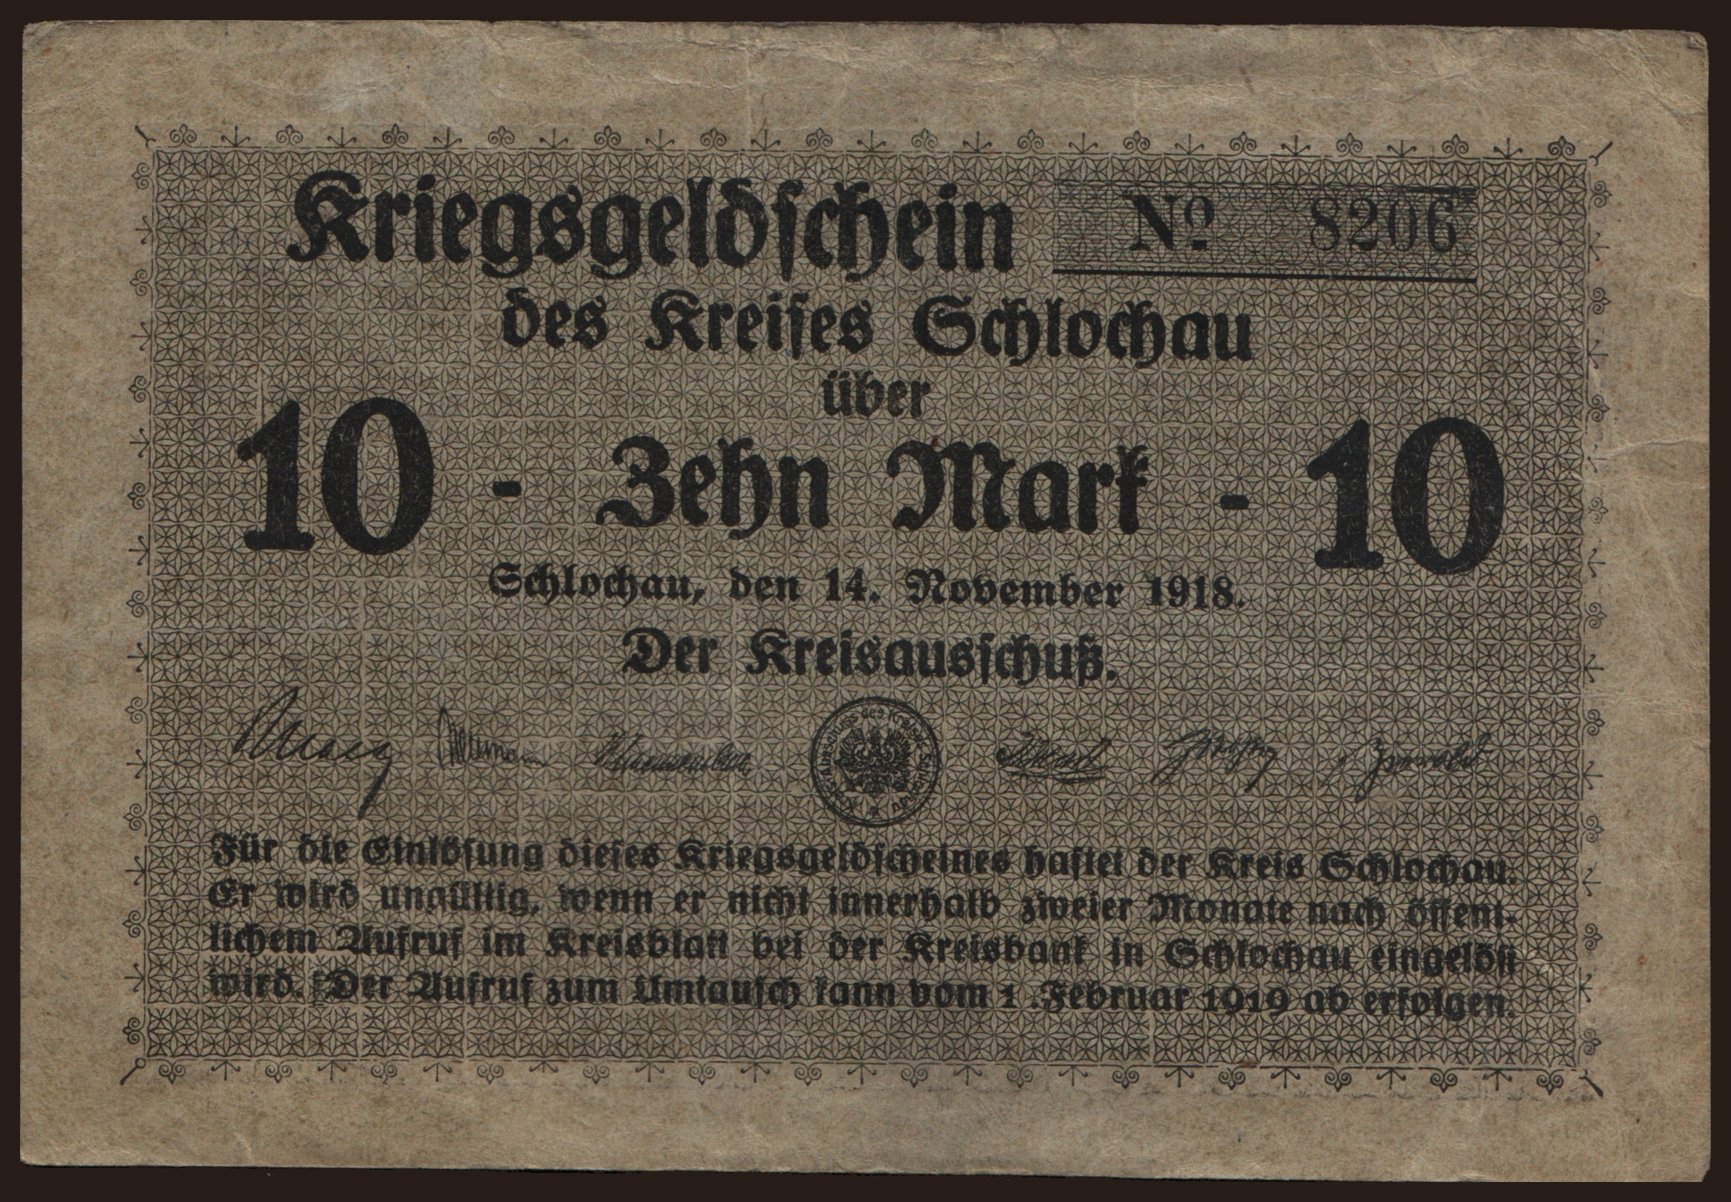 Kriegsgeldschein
Nº 8206
des Kreises Schlochau
über
10 - Zehn Mark - 10
Schlochau, den 14. November 1918.
Der Kreisausschuß.
Für die Einlösung dieses Kriegsgeldscheines haftet der Kreis Schlochau.
Er wird ungültig, wenn er nicht innerhalb zweier Monate nach öffent-
lichem Aufruf im Kreisblatt bei der Kreisbank in Schlochau eingelöst
wird. Der Aufruf zum Umtausch kann vom 1. Februar 1919 ab erfolgen.